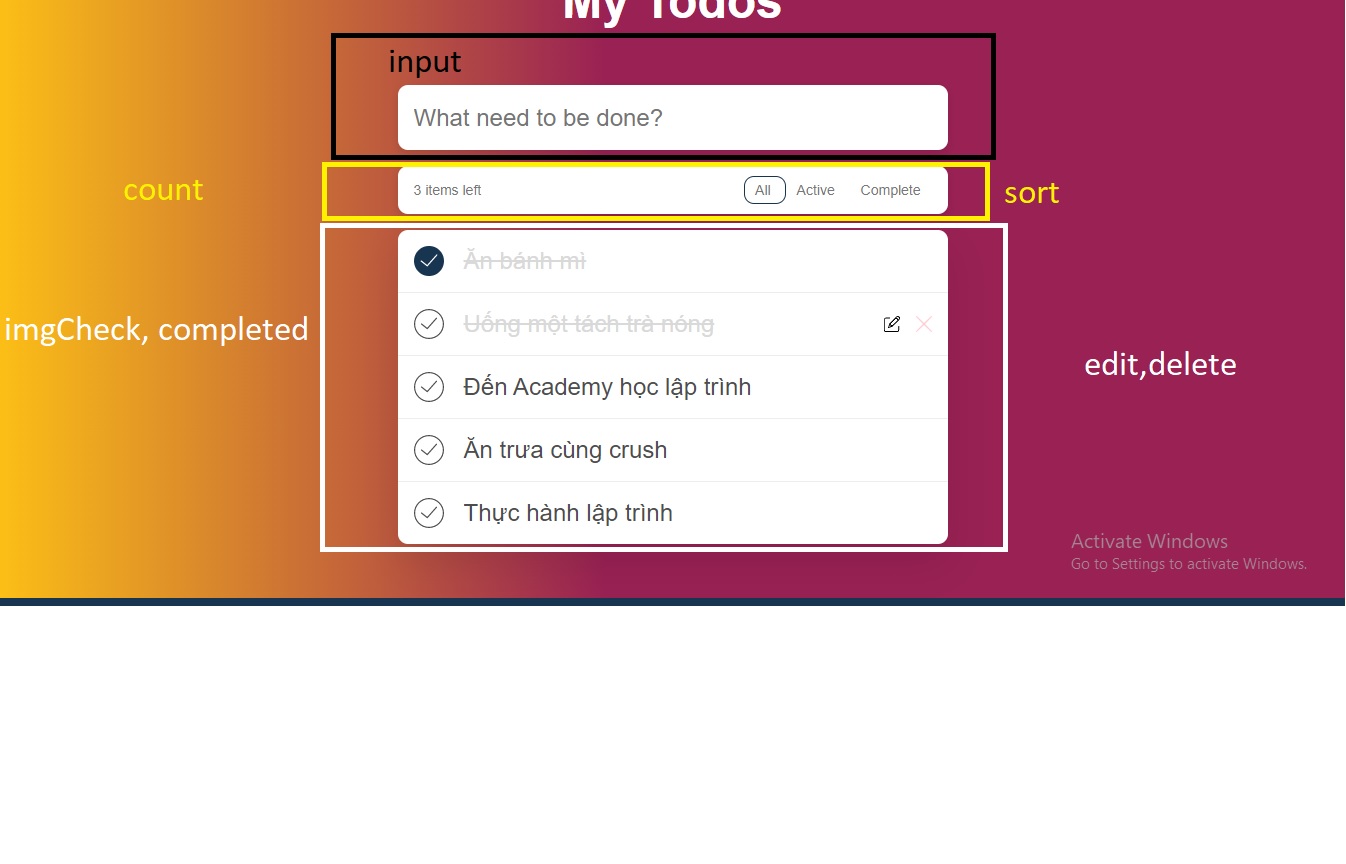 My Todos
input
What need to be done?
count
3 items left
All
Active
Complete
sort
Ăn bánh mì
Uống một tách trà nóng
imgCheck, completed
edit,delete
Đến Academy học lập trình
Ăn trưa cùng crush
Thực hành lập trình
Activate Windows
Go to Settings to activate Windows.